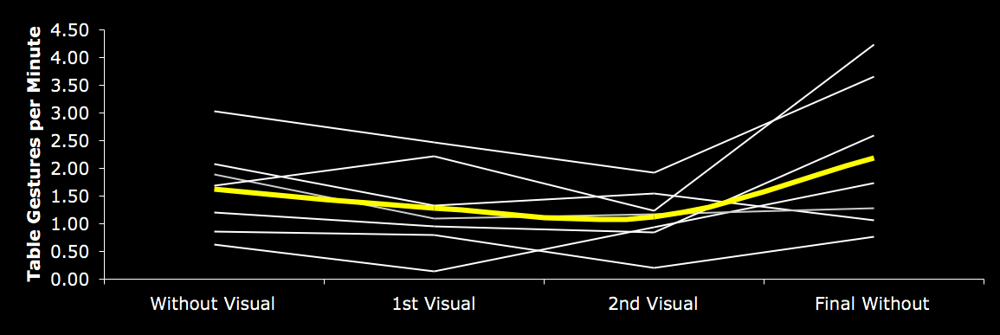 Table Gestures per Minute
4.50
4.00
3.50
3.00
2.50
2.00
1.50
1.00
0.50
0.00
Without Visual
1st Visual
2nd Visual
Final Without